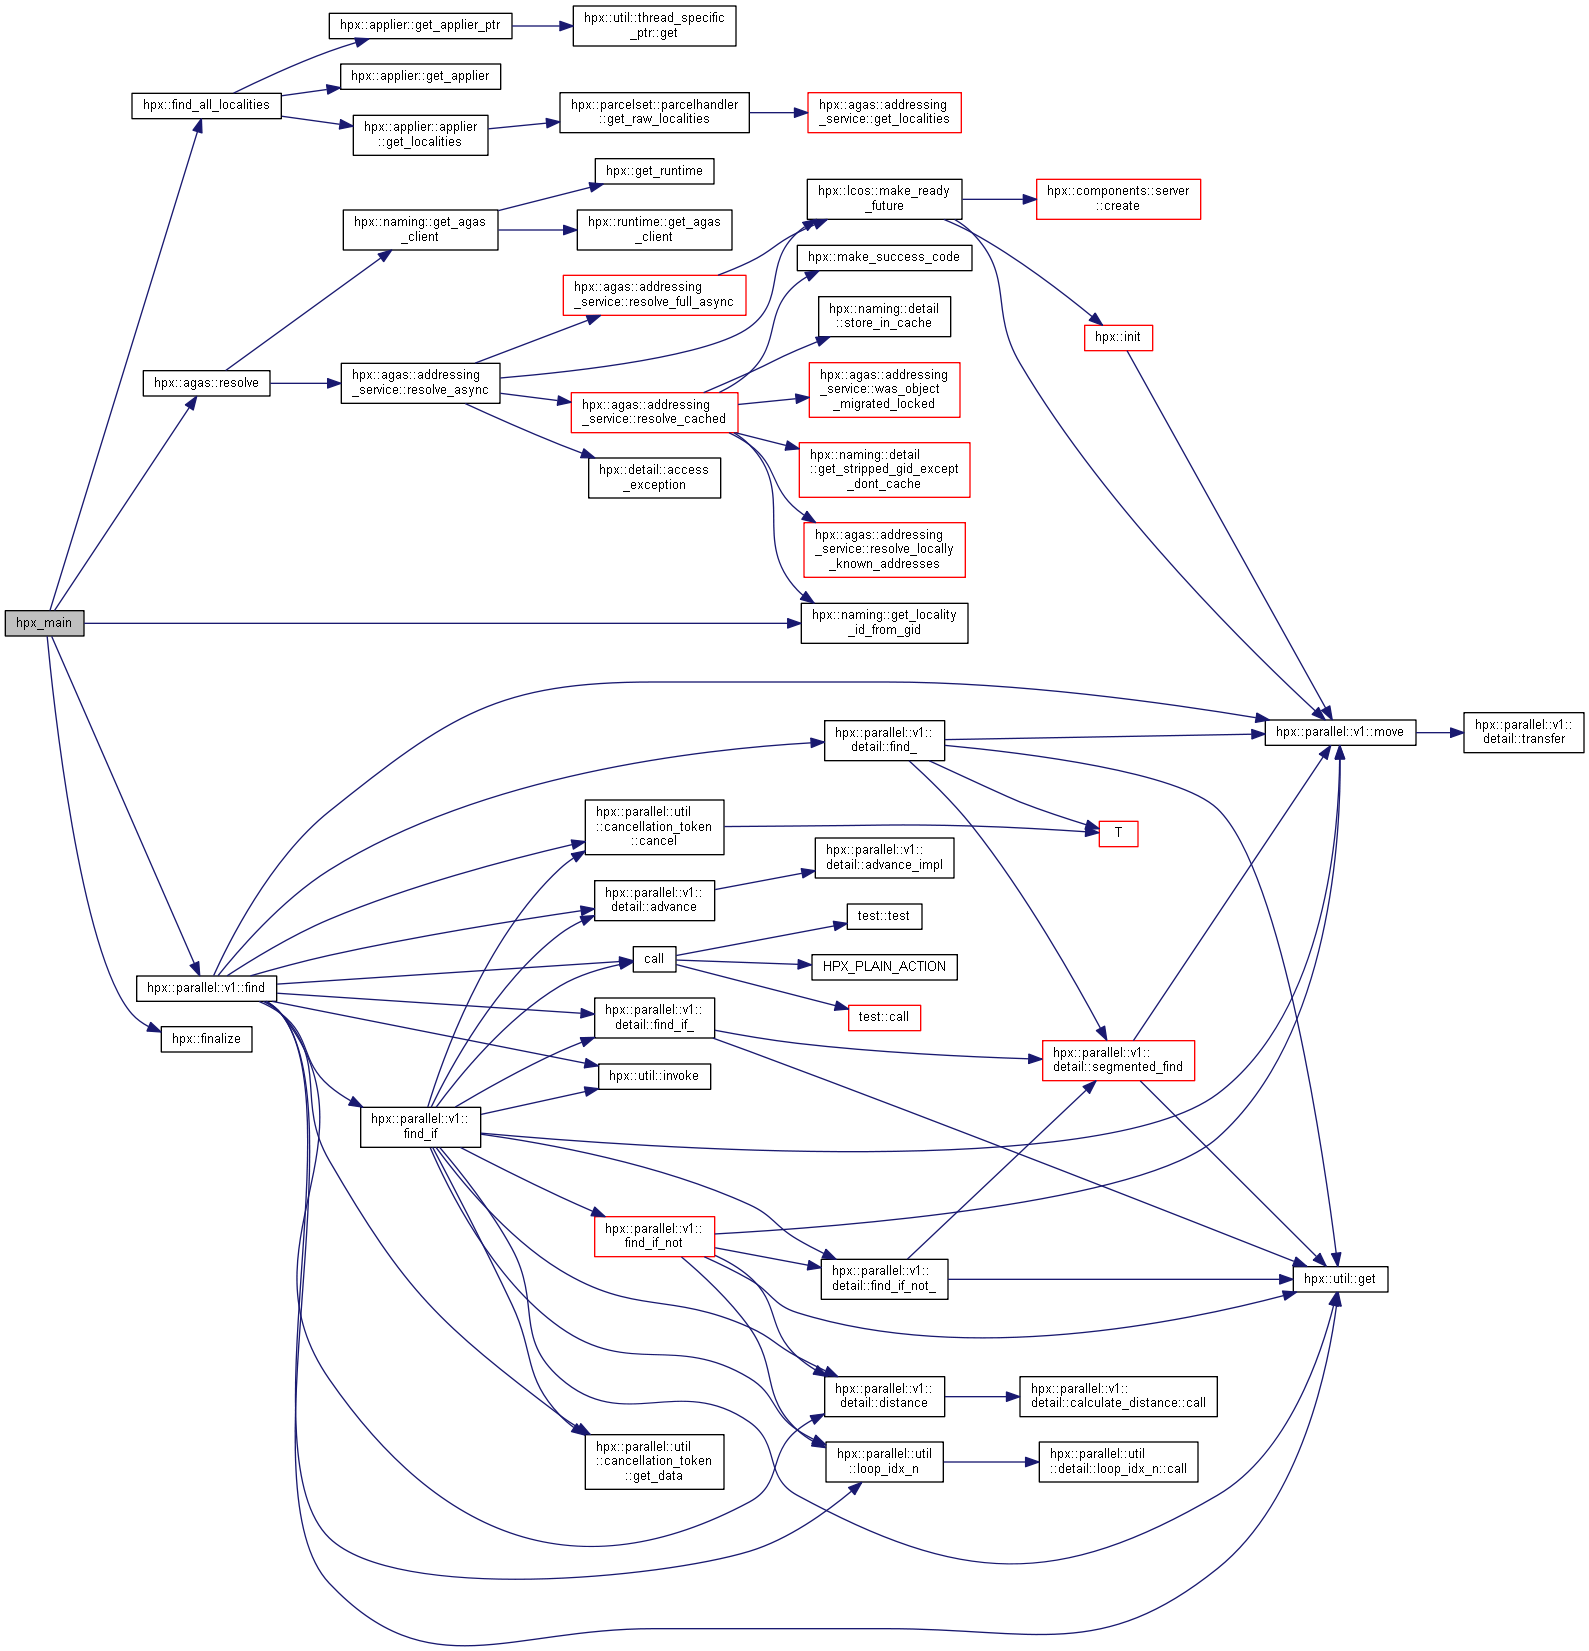 hpx::applier::get_applier_ptr
hpx::util::thread_specific
_ptr::get
hpx::applier::get_applier
hpx::find_all_localities
hpx::parcelset::parcelhandler
::get_raw_localities
hpx::agas::addressing
_service::get_localities
hpx::applier::applier
::get_localities
hpx::get_runtime
hpx::naming::get_agas
_client
hpx::runtime::get_agas
_client
hpx::lcos::make_ready
_future
hpx::components::server
::create
hpx::make_success_code
hpx::agas::addressing
_service::resolve_full_async
hpx::naming::detail
::store_in_cache
hpx::init
hpx::agas::resolve
hpx::agas::addressing
_service::resolve_async
hpx::agas::addressing
_service::resolve_cached
hpx::agas::addressing
_service::was_object
_migrated_locked
hpx::detail::access
_exception
hpx::naming::detail
::get_stripped_gid_except
_dont_cache
hpx::agas::addressing
_service::resolve_locally
_known_addresses
hpx_main
hpx::naming::get_locality
_id_from_gid
hpx::parallel::v1::move
hpx::parallel::v1::
detail::transfer
hpx::parallel::v1::
detail::find_
hpx::parallel::util
::cancellation_token
::cancel
T
hpx::parallel::v1::
detail::advance_impl
hpx::parallel::v1::
detail::advance
test::test
call
HPX_PLAIN_ACTION
hpx::parallel::v1::find
hpx::parallel::v1::
detail::find_if_
test::call
hpx::finalize
hpx::util::invoke
hpx::parallel::v1::
detail::segmented_find
hpx::parallel::v1::
find_if
hpx::parallel::v1::
find_if_not
hpx::parallel::v1::
detail::find_if_not_
hpx::util::get
hpx::parallel::v1::
detail::distance
hpx::parallel::v1::
detail::calculate_distance::call
hpx::parallel::util
::cancellation_token
::get_data
hpx::parallel::util
::loop_idx_n
hpx::parallel::util
::detail::loop_idx_n::call